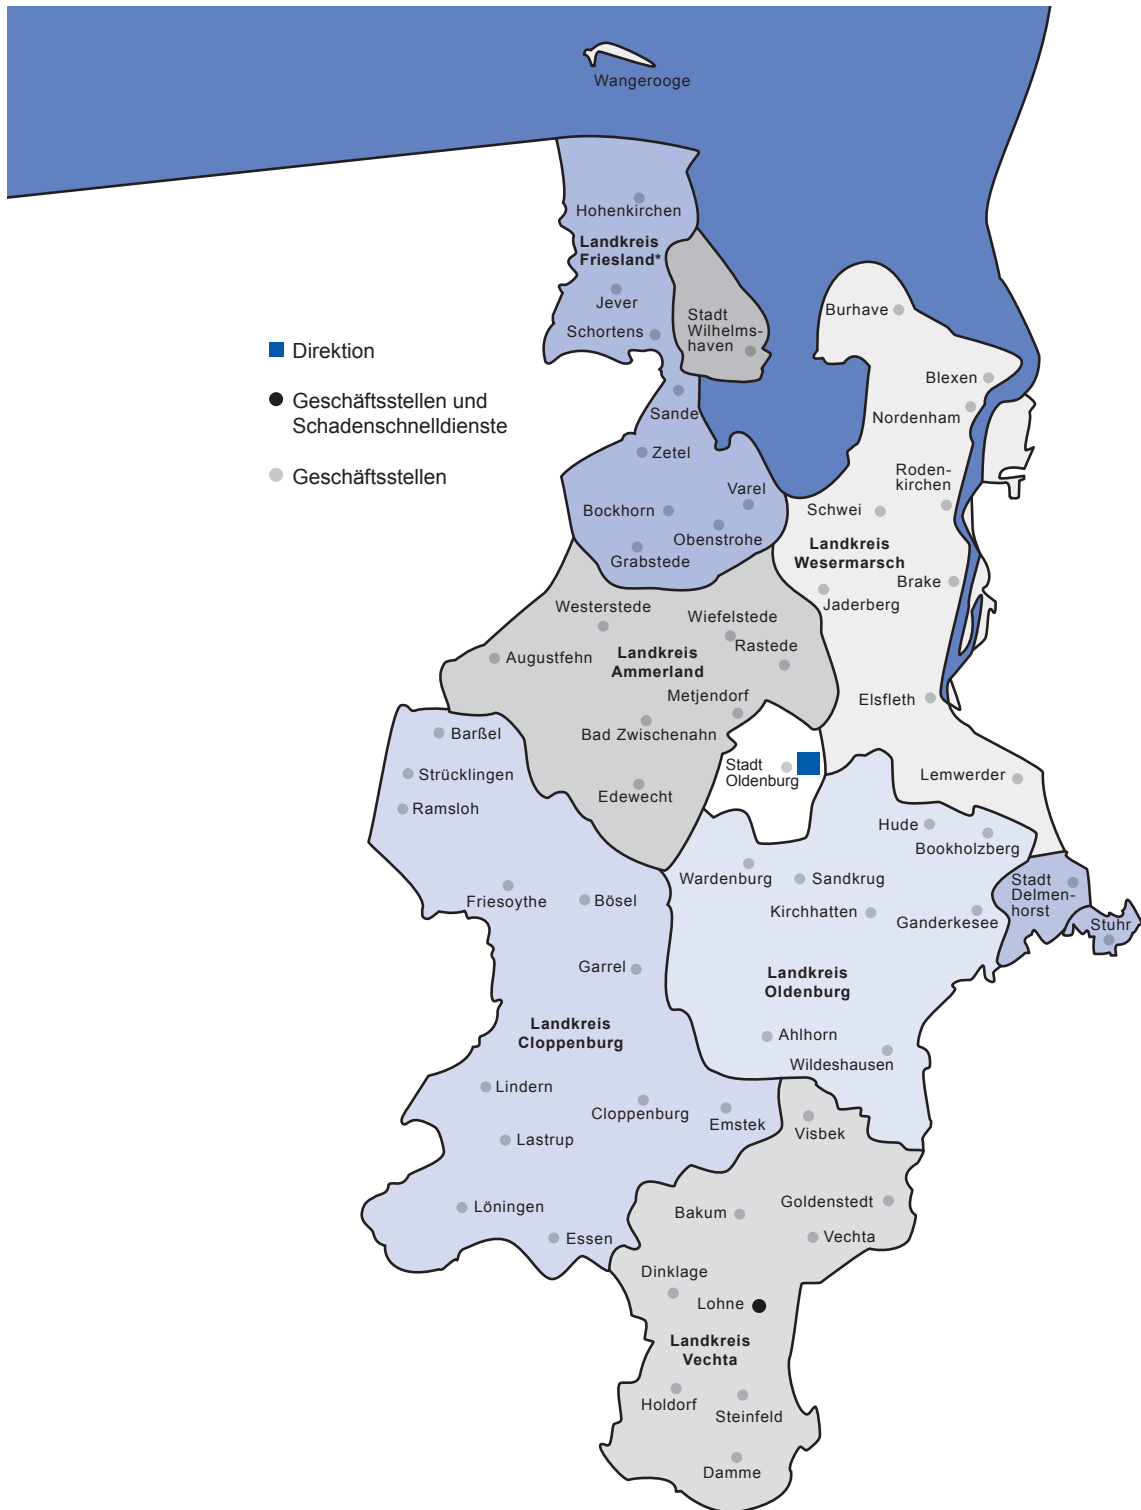 Wangerooge
Hohenkirchen
Landkreis
Friesland*
Jever
Schortens
Stadt
Wilhelms-
haven
Burhave
Blexen
Nordenham
Direktion
Geschäftsstellen und
Schadenschnelldienste
Geschäftsstellen
Sande
Zetel
Varel
Bockhorn
Obenstrohe
Grabstede
Roden-
kirchen
Schwei
Landkreis
Wesermarsch
Brake
Jaderberg
Elsfleth
Lemwerder
Westerstede
Wiefelstede
Rastede
Augustfehn
Landkreis
Ammerland
Metjendorf
Bad Zwischenahn
Edewecht
Stadt
Oldenburg
Barßel
Strücklingen
Ramsloh
Friesoythe
Bösel
Garrel
Landkreis
Cloppenburg
Lindern
Cloppenburg
Emstek
Lastrup
Löningen
Essen
Hude
Bookholzberg
Wardenburg
Sandkrug
Kirchhatten
Ganderkesee
Stadt
Delmen-
horst
Stuhr
Landkreis
Oldenburg
Ahlhorn
Wildeshausen
Visbek
Goldenstedt
Bakum
Vechta
Dinklage
Lohne
Landkreis
Vechta
Holdorf
Steinfeld
Damme